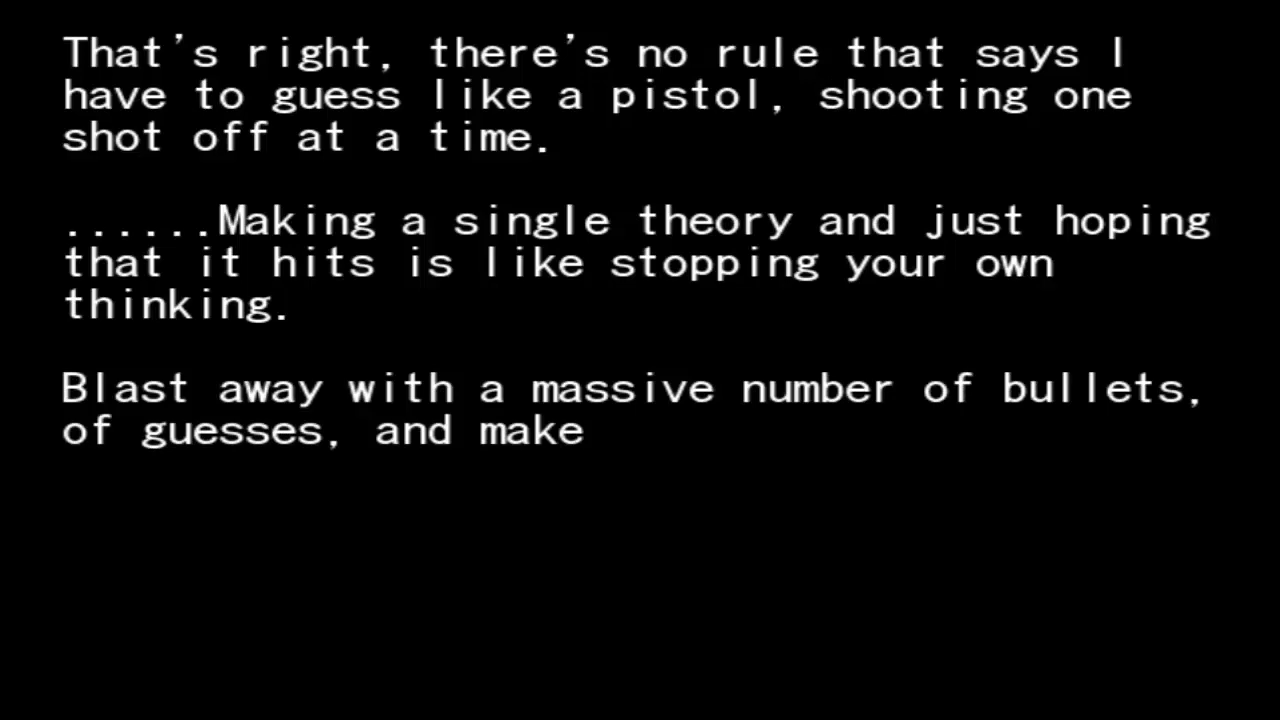 That's right, there's no rule that says I
have to guess like a pistol, shooting one
shot off at a time.
......Making a single theory and just hoping
that it hits is like stopping your own
thinking.
Blast away with a massive number of bullets,
of guesses, and make